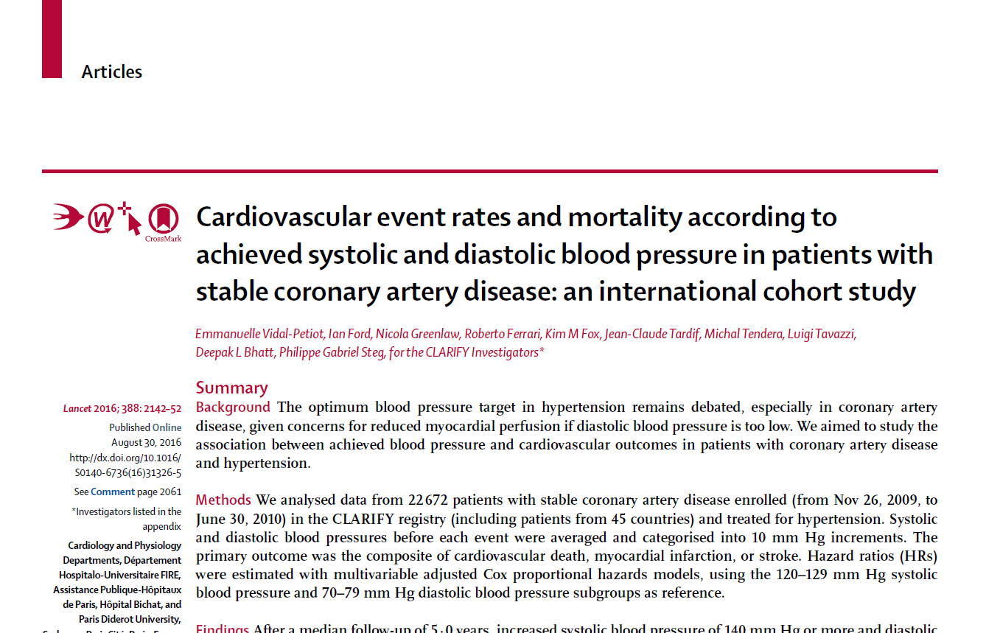 Articles
CrossMark
Cardiovascular event rates and mortality according to
achieved systolic and diastolic blood pressure in patients with
stable coronary artery disease: an international cohort study
Emmanuelle Vidal-Petiot, Ian Ford, Nicola Greenlaw, Roberto Ferrari, Kim M Fox, Jean-Claude Tardif, Michal Tendera, Luigi Tavazzi,
Deepak L Bhatt, Philippe Gabriel Steg, for the CLARIFY Investigators*
Summary
Background The optimum blood pressure target in hypertension remains debated, especially in coronary artery
disease, given concerns for reduced myocardial perfusion if diastolic blood pressure is too low. We aimed to study the
association between achieved blood pressure and cardiovascular outcomes in patients with coronary artery disease
and hypertension.
Methods We analysed data from 22 672 patients with stable coronary artery disease enrolled (from Nov 26, 2009, to
June 30, 2010) in the CLARIFY registry (including patients from 45 countries) and treated for hypertension. Systolic
and diastolic blood pressures before each event were averaged and categorised into 10 mm Hg increments. The
primary outcome was the composite of cardiovascular death, myocardial infarction, or stroke. Hazard ratios (HRs)
were estimated with multivariable adjusted Cox proportional hazards models, using the 120–129 mm Hg systolic
blood pressure and 70–79 mm Hg diastolic blood pressure subgroups as reference.
Findings After a median follow-up of 5·0 years, increased systolic blood pressure of 140 mm Hg or more and diastolic
Lancet 2016; 388: 2142–52
Published Online
August 30, 2016
http://dx.doi.org/10.1016/
S0140-6736(16)31326-5
See Comment page 2061
*Investigators listed in the
appendix
Cardiology and Physiology
Departments, Département
Hospitalo-Universitaire FIRE,
Assistance Publique-Hôpitaux
de Paris, Hôpital Bichat, and
Paris Diderot University,